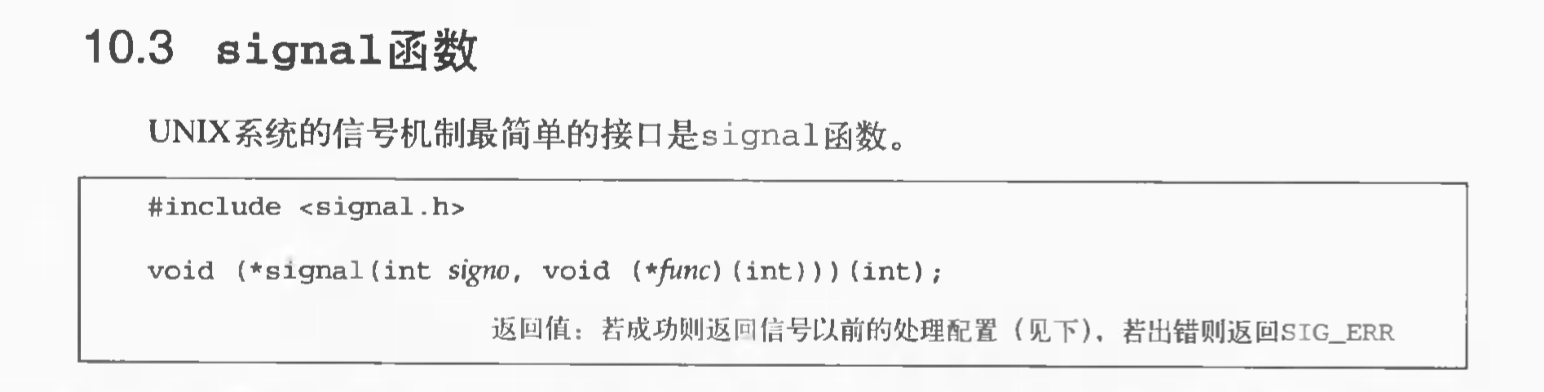 10.3 signal函数
UNIX系统的信号机制最简单的接口是signal函数。
#include <signal.h>
void (*signal(int signo, void (*func)(int)))(int);
返回值：若成功则返回信号以前的处理配置（见下），若出错则返回SIG_ERR